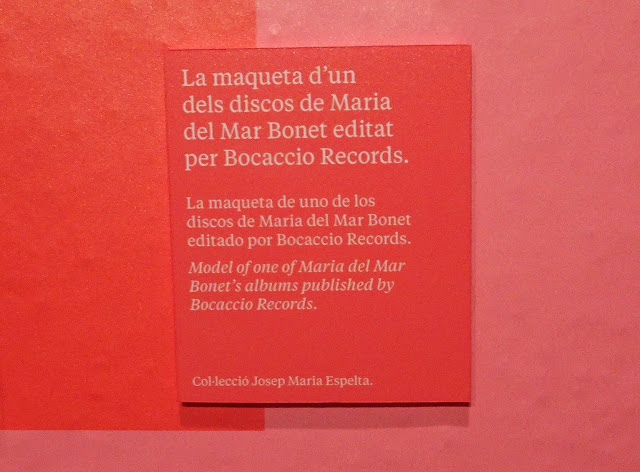 La maqueta d’un
dels discos de Maria
del Mar Bonet editat
per Bocaccio Records.
La maqueta de uno de los
discos de Maria del Mar Bonet
editado por Bocaccio Records.
Model of one of Maria del Mar
Bonet’s albums published by
Bocaccio Records.
Col·lecció Josep Maria Espelta.